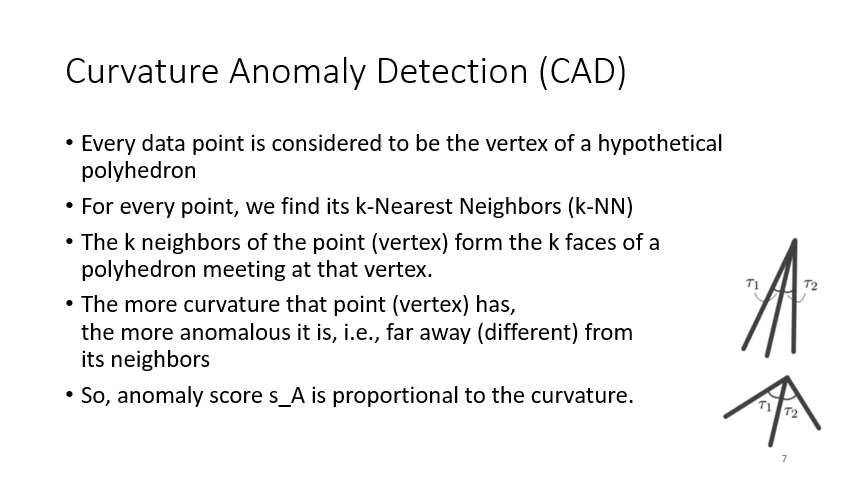 Curvature Anomaly Detection (CAD)
• Every data point is considered to be the vertex of a hypothetical
polyhedron
• For every point, we find its k-Nearest Neighbors (k-NN)
• The k neighbors of the point (vertex) form the k faces of a
polyhedron meeting at that vertex.
• The more curvature that point (vertex) has,
the more anomalous it is, i.e., far away (different) from
its neighbors
• So, anomaly score s_A is proportional to the curvature.
τ1 τ2
τ1 τ2
7